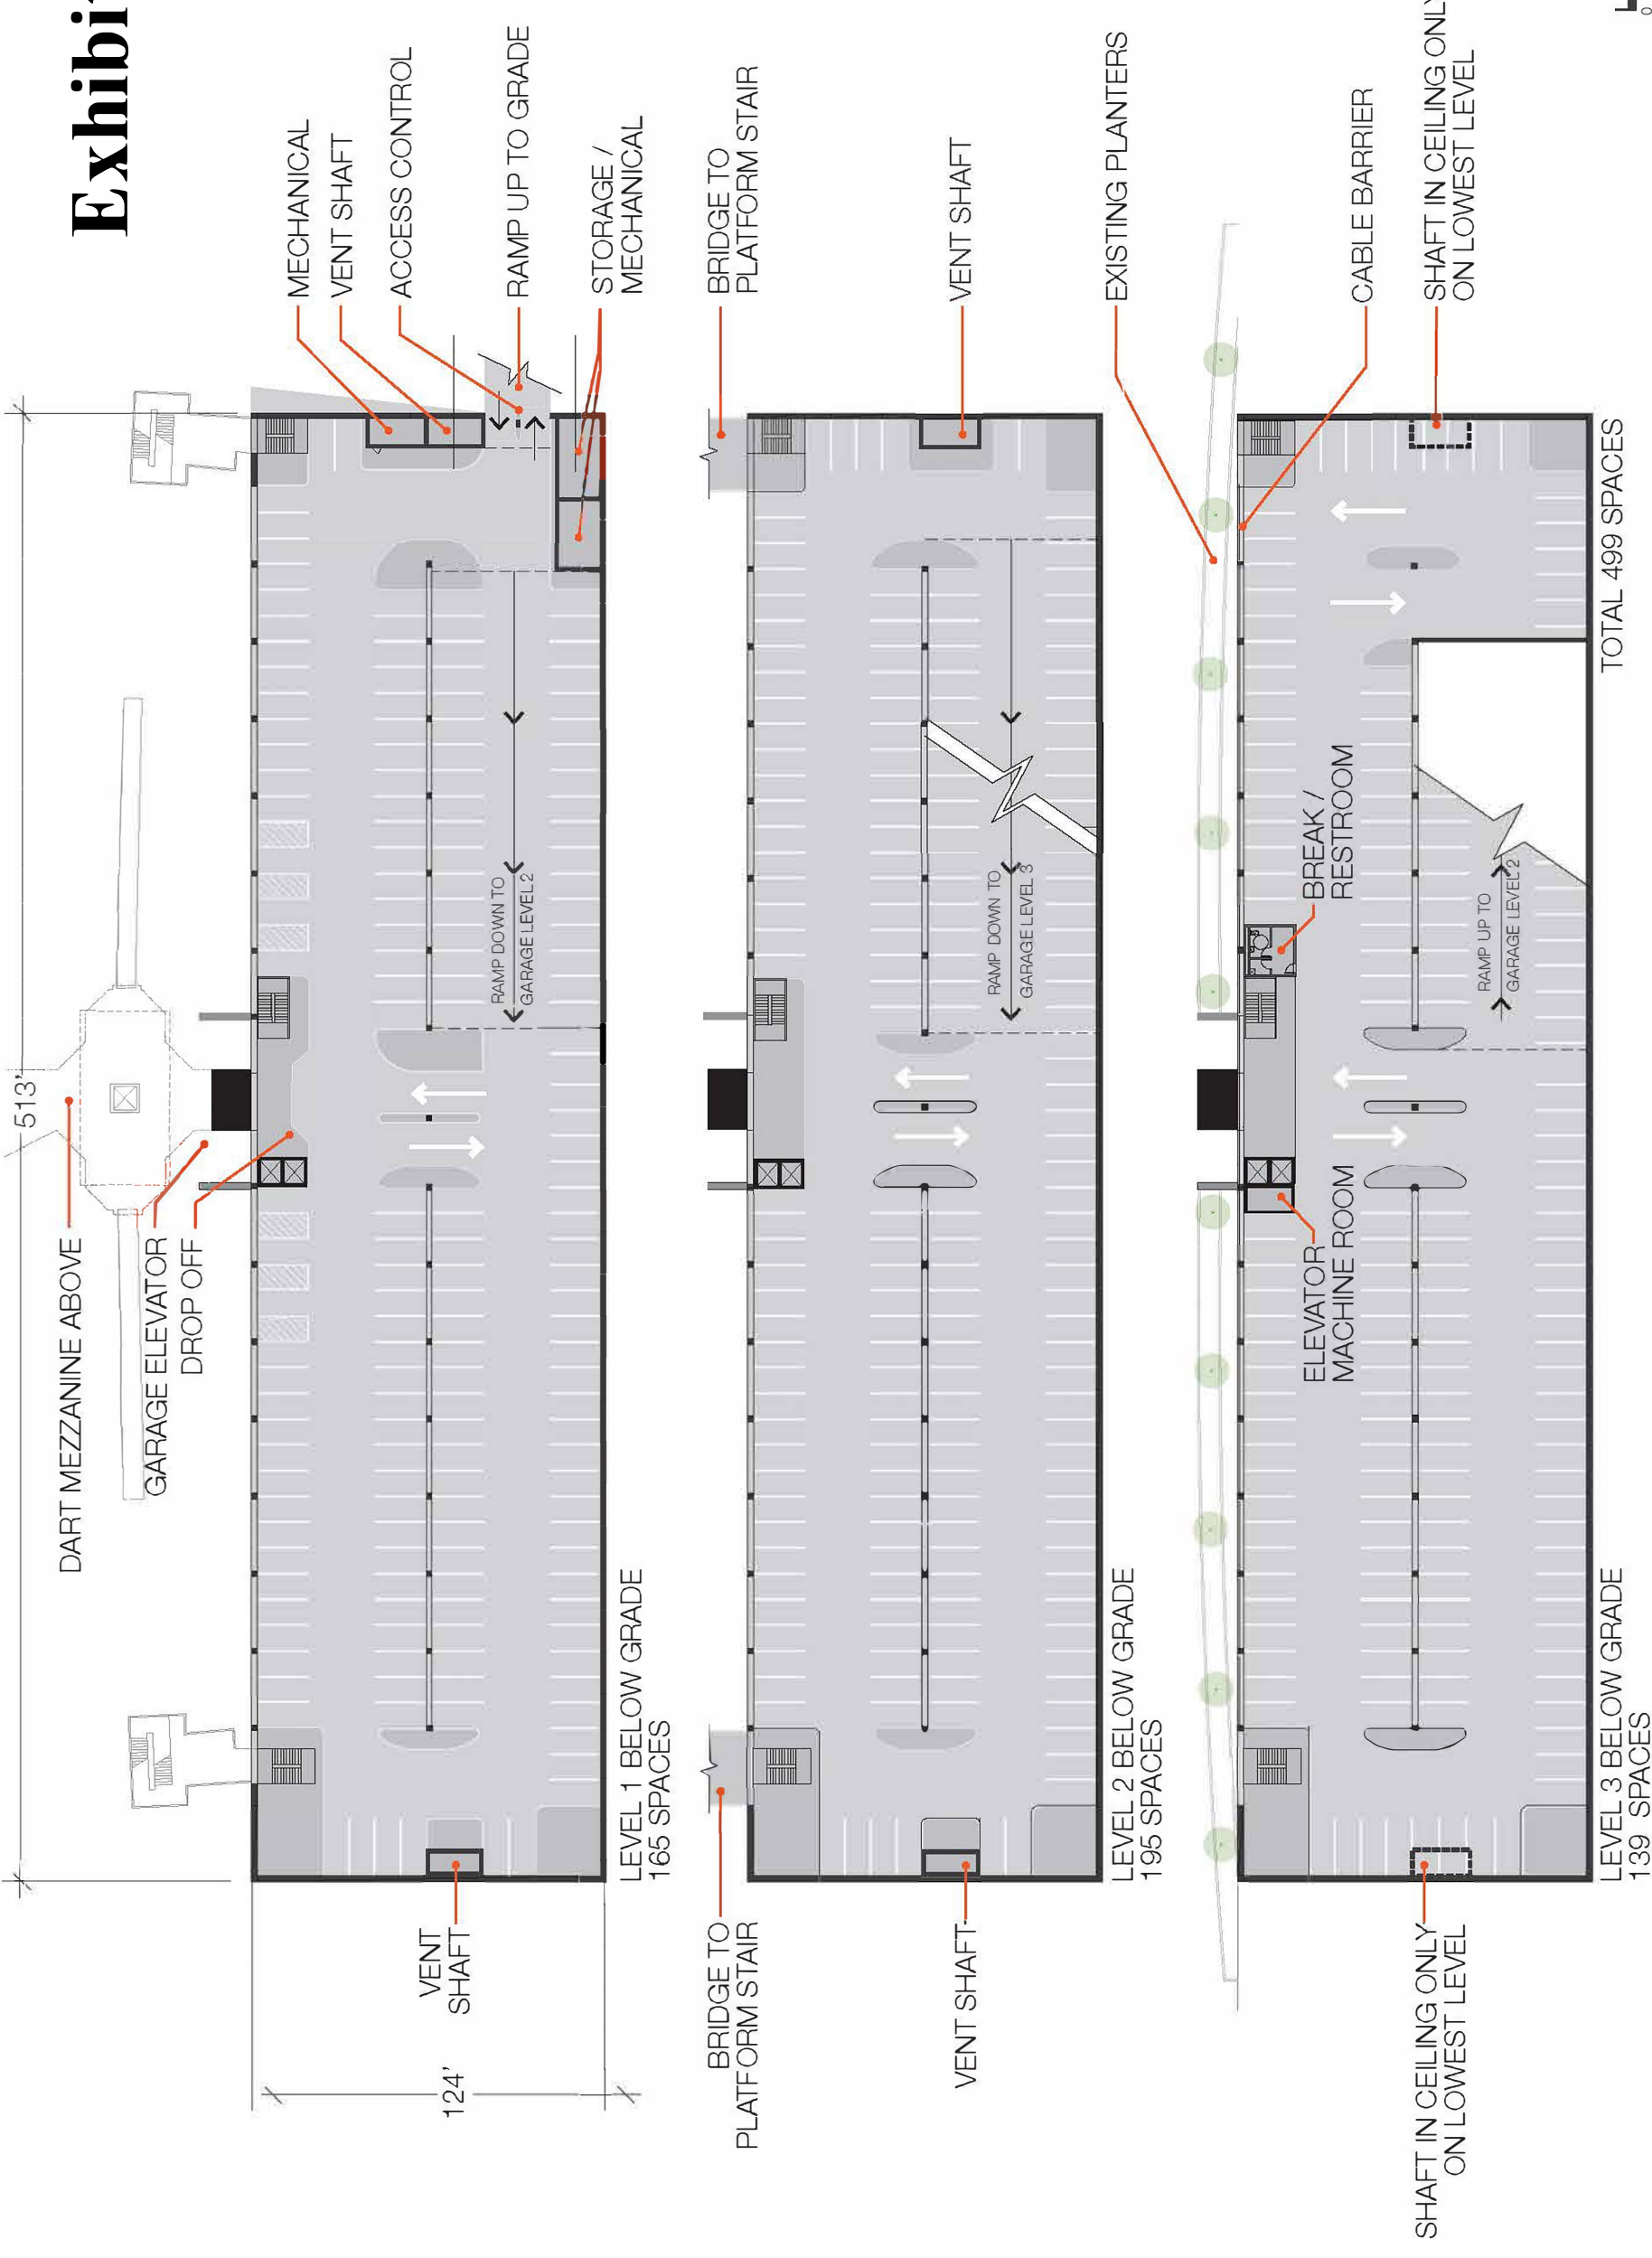 Exhibit
MECHANICAL
VENT SHAFT
ACCESS CONTROL
RAMP UP TO GRADE
STORAGE /
MECHANICAL
513'
DART MEZZANINE ABOVE
GARAGE ELEVATOR
DROP OFF
RAMP DOWN TO
GARAGE LEVEL 2
VENT
SHAFT
124'
LEVEL 1 BELOW GRADE
165 SPACES
BRIDGE TO
PLATFORM STAIR
VENT SHAFT
RAMP DOWN TO
GARAGE LEVEL 3
BRIDGE TO
PLATFORM STAIR
VENT SHAFT
LEVEL 2 BELOW GRADE
195 SPACES
EXISTING PLANTERS
CABLE BARRIER
SHAFT IN CEILING ONLY
ON LOWEST LEVEL
BREAK /
RESTROOM
RAMP UP TO
GARAGE LEVEL 2
ELEVATOR
MACHINE ROOM
SHAFT IN CEILING ONLY
ON LOWEST LEVEL
LEVEL 3 BELOW GRADE
139 SPACES
TOTAL 499 SPACES
0